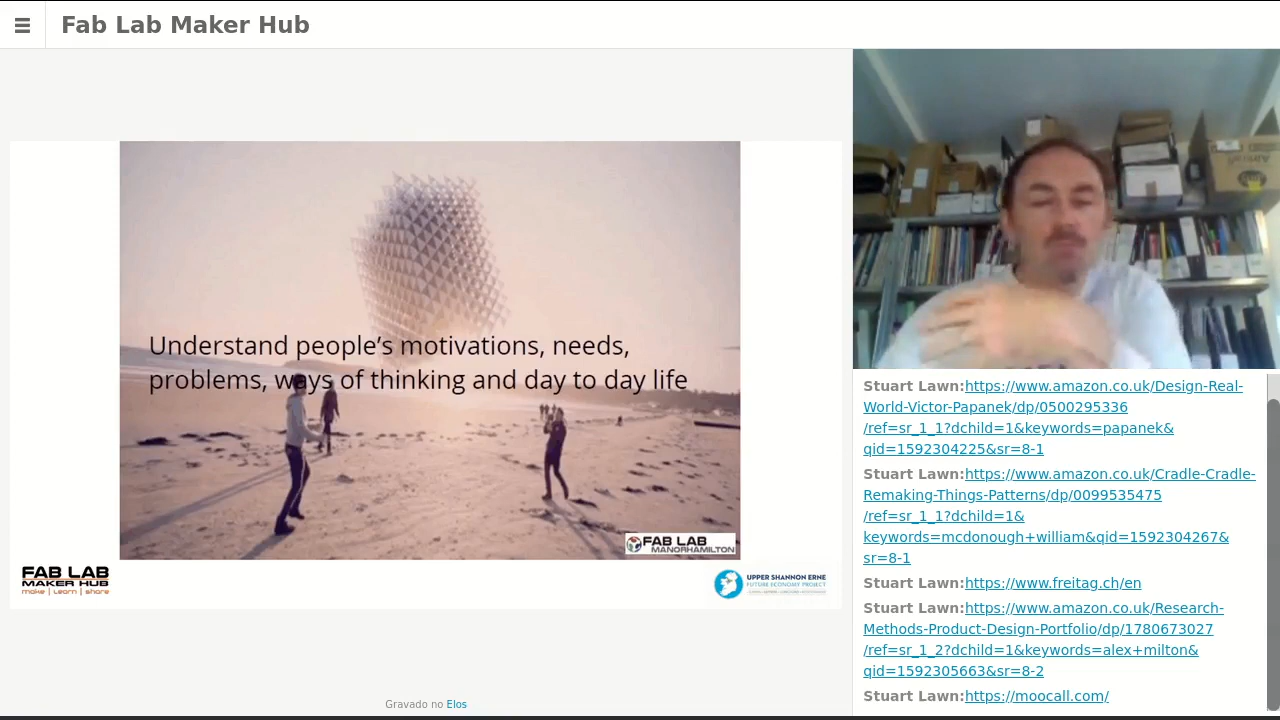 Fab Lab Maker Hub
Understand people's motivations, needs,
problems, ways of thinking and day to day life
FAB LAB
MANORHAMILTON
FAB LAB
MAKER HUB
make | learn | share
UPPER SHANNON ERNE
FUTURE ECONOMY PROJECT
Gravado no Elos
Stuart Lawn:https://www.amazon.co.uk/Design-Real-
World-Victor-Papanek/dp/0500295336
/ref=sr_1_1?dchild=1&keywords=papanek&
qid=1592304225&sr=8-1
Stuart Lawn:https://www.amazon.co.uk/Cradle-Cradle-
Remaking-Things-Patterns/dp/0099535475
/ref=sr_1_1?dchild=1&
keywords=mcdonough+william&qid=1592304267&
sr=8-1
Stuart Lawn:https://www.freitag.ch/en
Stuart Lawn:https://www.amazon.co.uk/Research-
Methods-Product-Design-Portfolio/dp/1780673027
/ref=sr_1_2?dchild=1&keywords=alex+milton&
qid=1592305663&sr=8-2
Stuart Lawn:https://moocall.com/